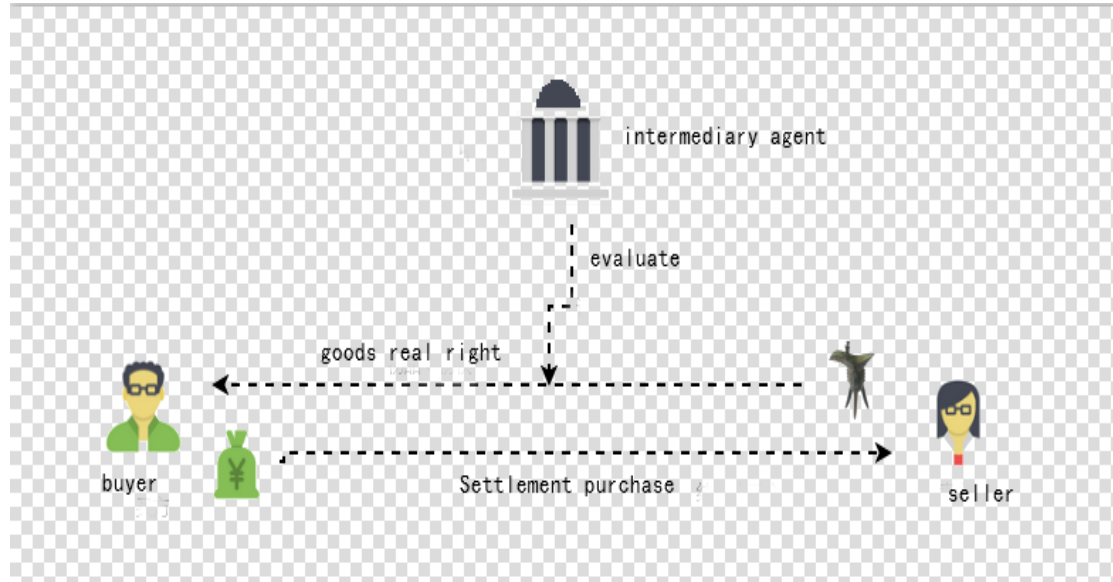 intermediary agent
evaluate
goods real right
buyer
Settlement purchase
seller
¥